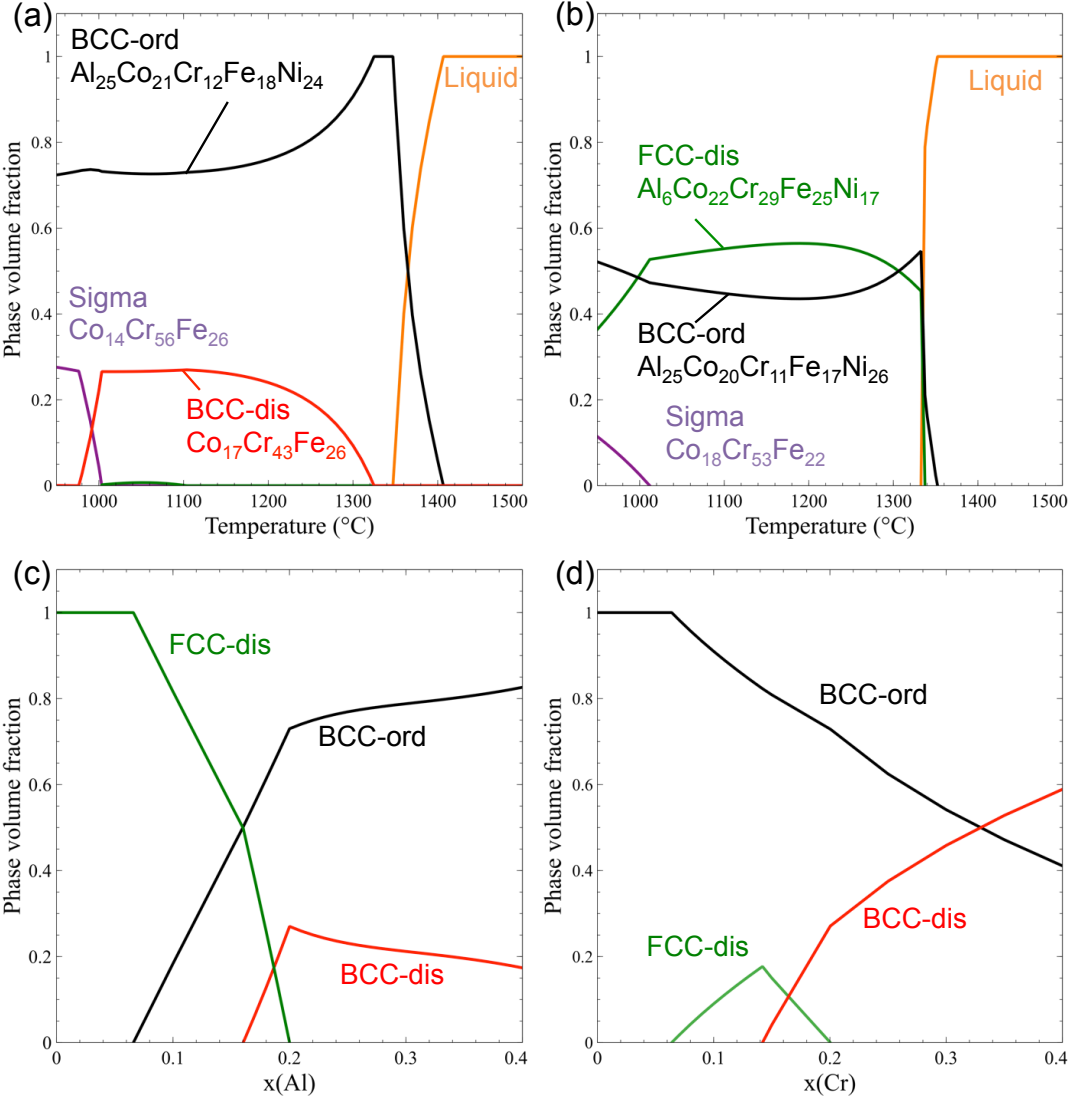 (a)
BCC-ord
Al₂₅Co₂₁Cr₁₂Fe₁₈Ni₂₄
Liquid
Sigma
Co₁₄Cr₅₆Fe₂₆
BCC-dis
Co₁₇Cr₄₃Fe₂₆
Phase volume fraction
1
0.8
0.6
0.4
0.2
0
1000
1100
1200
1300
1400
1500
Temperature (°C)
(b)
Liquid
FCC-dis
Al₆Co₂₂Cr₂₉Fe₂₅Ni₁₇
BCC-ord
Al₂₅Co₂₀Cr₁₁Fe₁₇Ni₂₆
Sigma
Co₁₈Cr₅₃Fe₂₂
Phase volume fraction
1
0.8
0.6
0.4
0.2
0
1000
1100
1200
1300
1400
1500
Temperature (°C)
(c)
FCC-dis
BCC-ord
BCC-dis
Phase volume fraction
1
0.8
0.6
0.4
0.2
0
0
0.1
0.2
0.3
0.4
x(Al)
(d)
BCC-ord
FCC-dis
BCC-dis
Phase volume fraction
1
0.8
0.6
0.4
0.2
0
0
0.1
0.2
0.3
0.4
x(Cr)